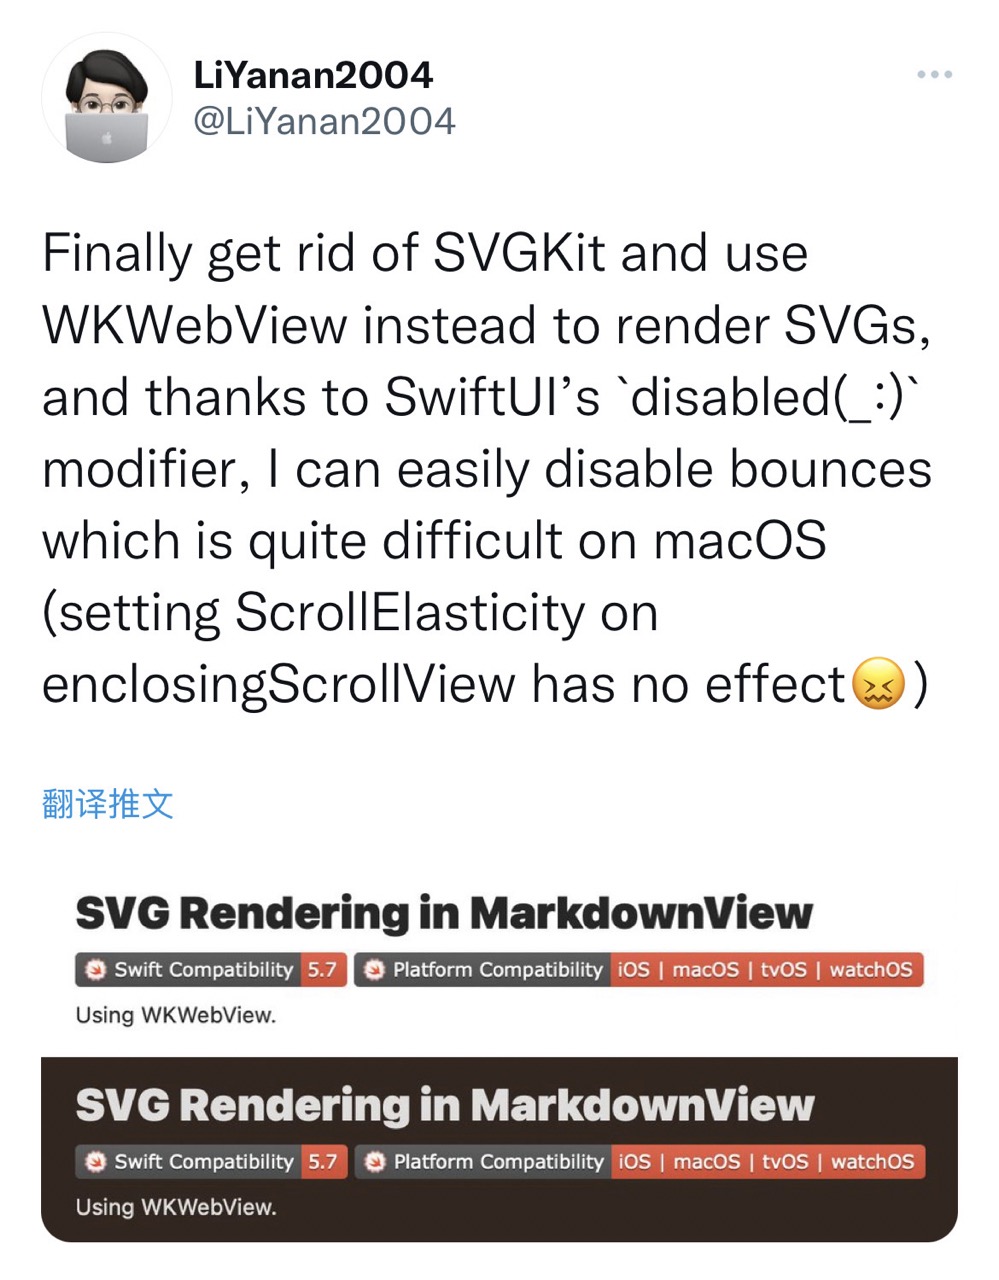 LiYanan2004
@LiYanan2004
Finally get rid of SVGKit and use
WKWebView instead to render SVGs,
and thanks to SwiftUI’s `disabled(_:)`
modifier, I can easily disable bounces
which is quite difficult on macOS
(setting ScrollElasticity on
enclosingScrollView has no effect😖)
翻译推文
SVG Rendering in MarkdownView
Swift Compatibility 5.7 Platform Compatibility iOS | macOS | tvOS | watchOS
Using WKWebView.
SVG Rendering in MarkdownView
Swift Compatibility 5.7 Platform Compatibility iOS | macOS | tvOS | watchOS
Using WKWebView.